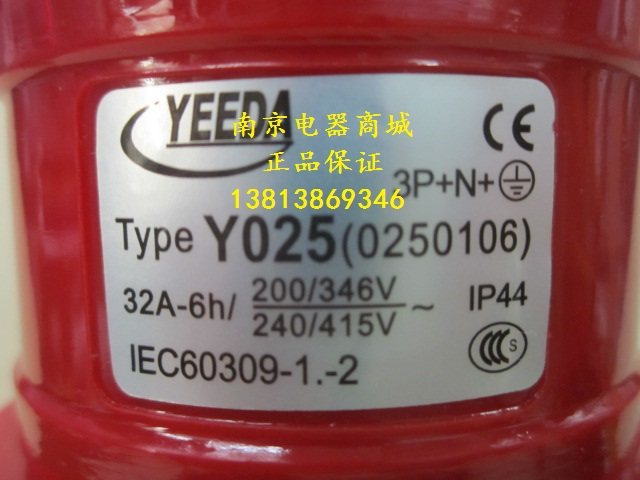 YEEDA
南京电器商城
CE
正品保证
3P+N+
13813869346
Type Y025(0250106)
32A-6h/ 200/346V ~ IP44
240/415V
IEC60309-1.-2
CCC S